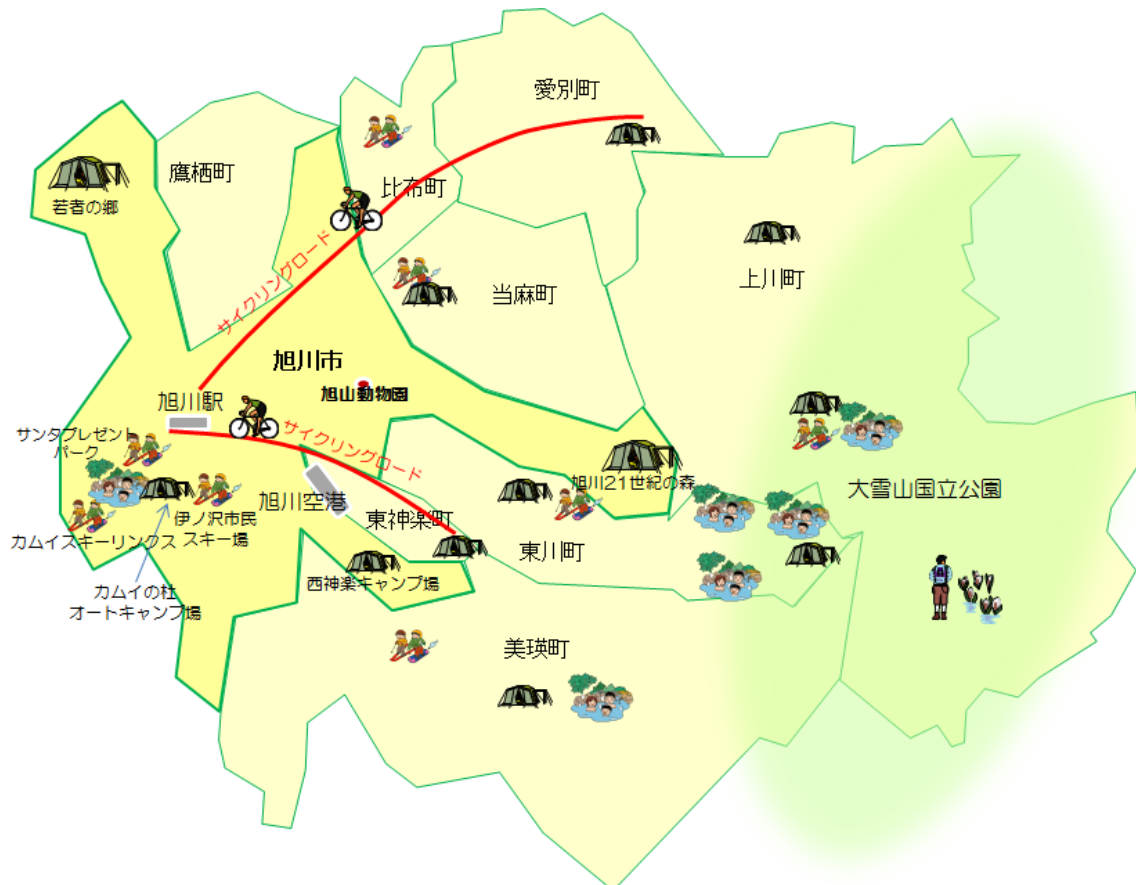 愛別町
鷹栖町
比布町
若者の郷
上川町
サイクリングロード
当麻町
旭川市
旭山動物園
旭川駅
サイクリングロード
サンタプレゼント
パーク
旭川21世紀の森
大雪山国立公園
旭川空港
伊ノ沢市民
スキー場
東神楽町
カムイスキーリンクス
東川町
西神楽キャンプ場
カムイの杜
オートキャンプ場
美瑛町